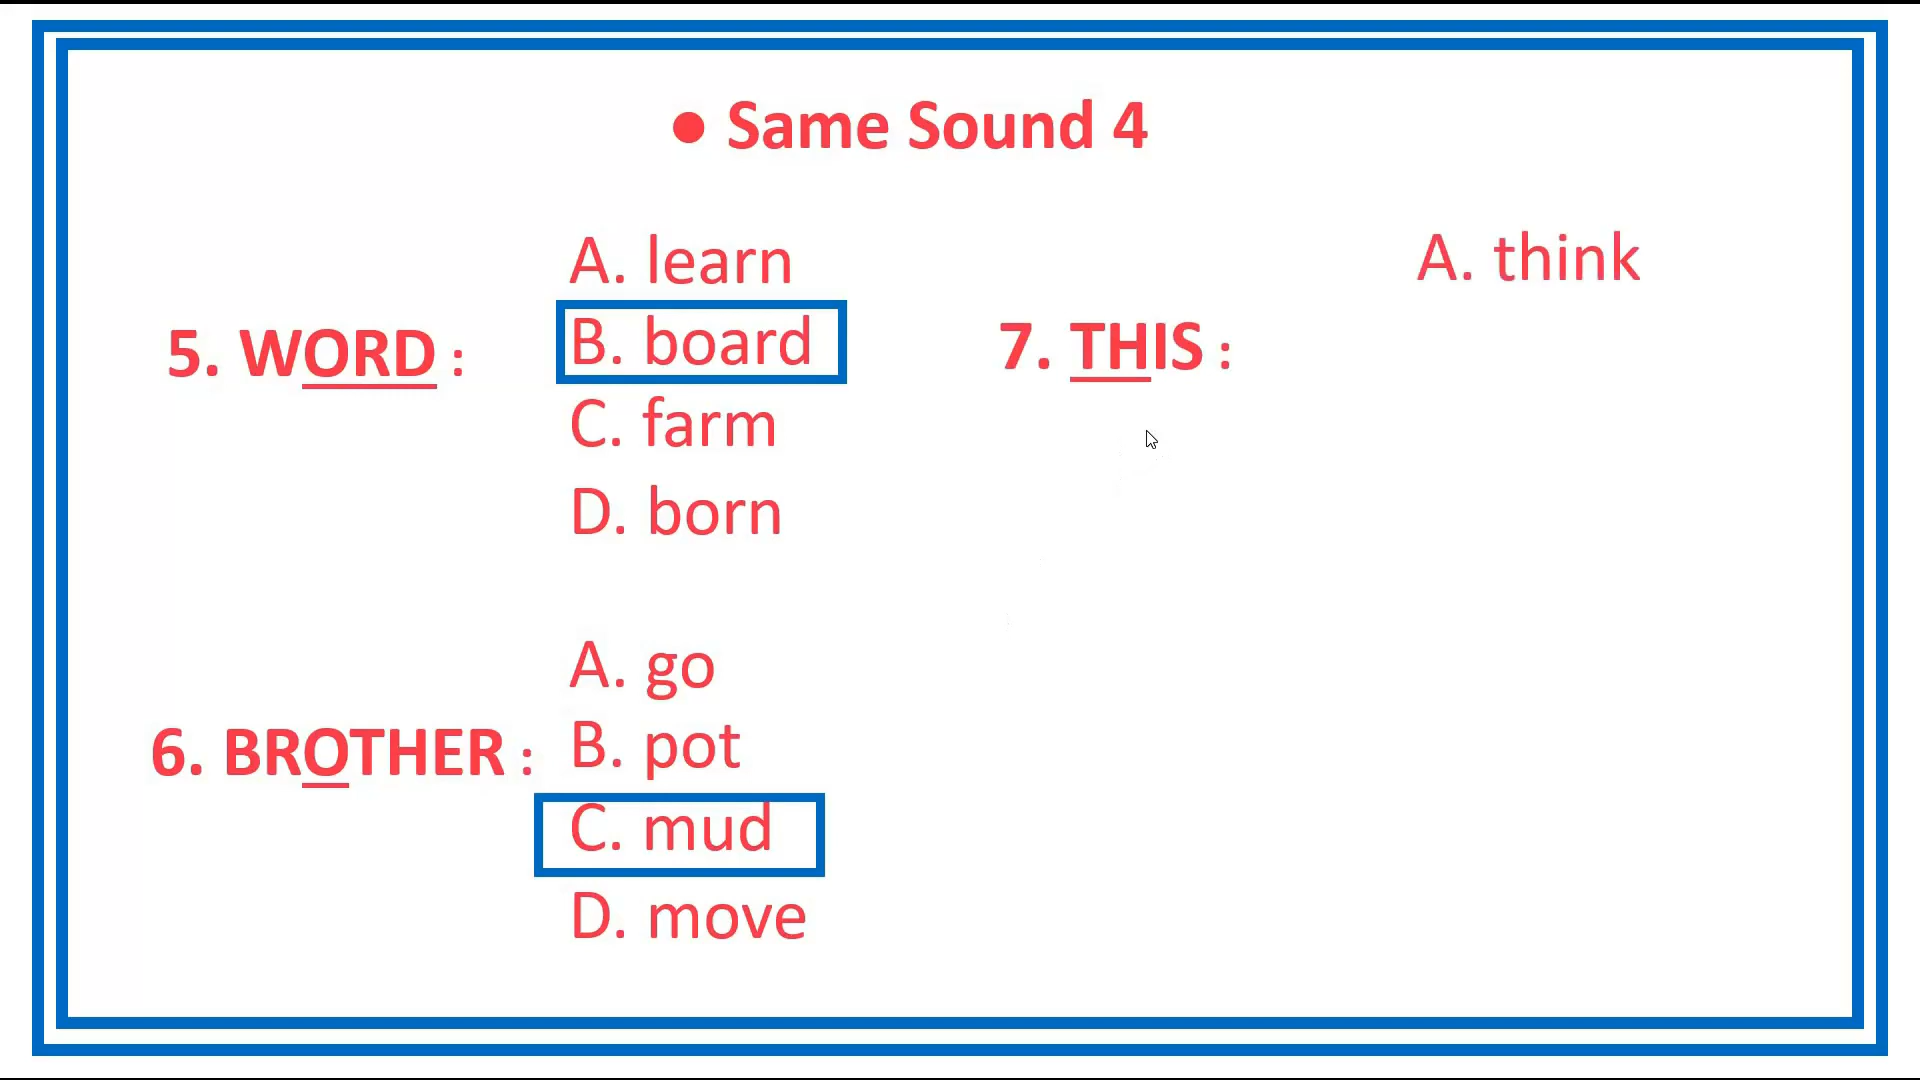 • Same Sound 4
5. WORD :
A. learn
B. board
C. farm
D. born
6. BROTHER :
A. go
B. pot
C. mud
D. move
7. THIS :
A. think